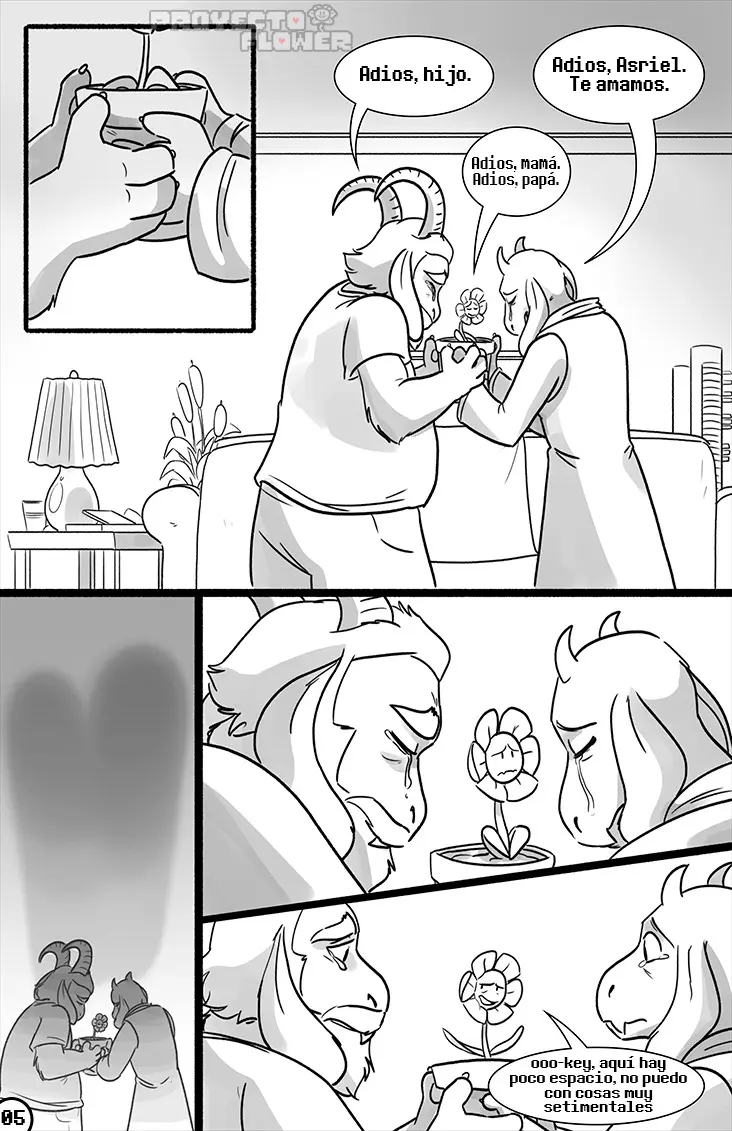 PROYECTO
FLOWER
Adios, hijo.
Adios, Asriel.
Te amamos.
Adios, mamá.
Adios, papá.
ooo-key, aquí hay
poco espacio, no puedo
con cosas muy
setimentales
05